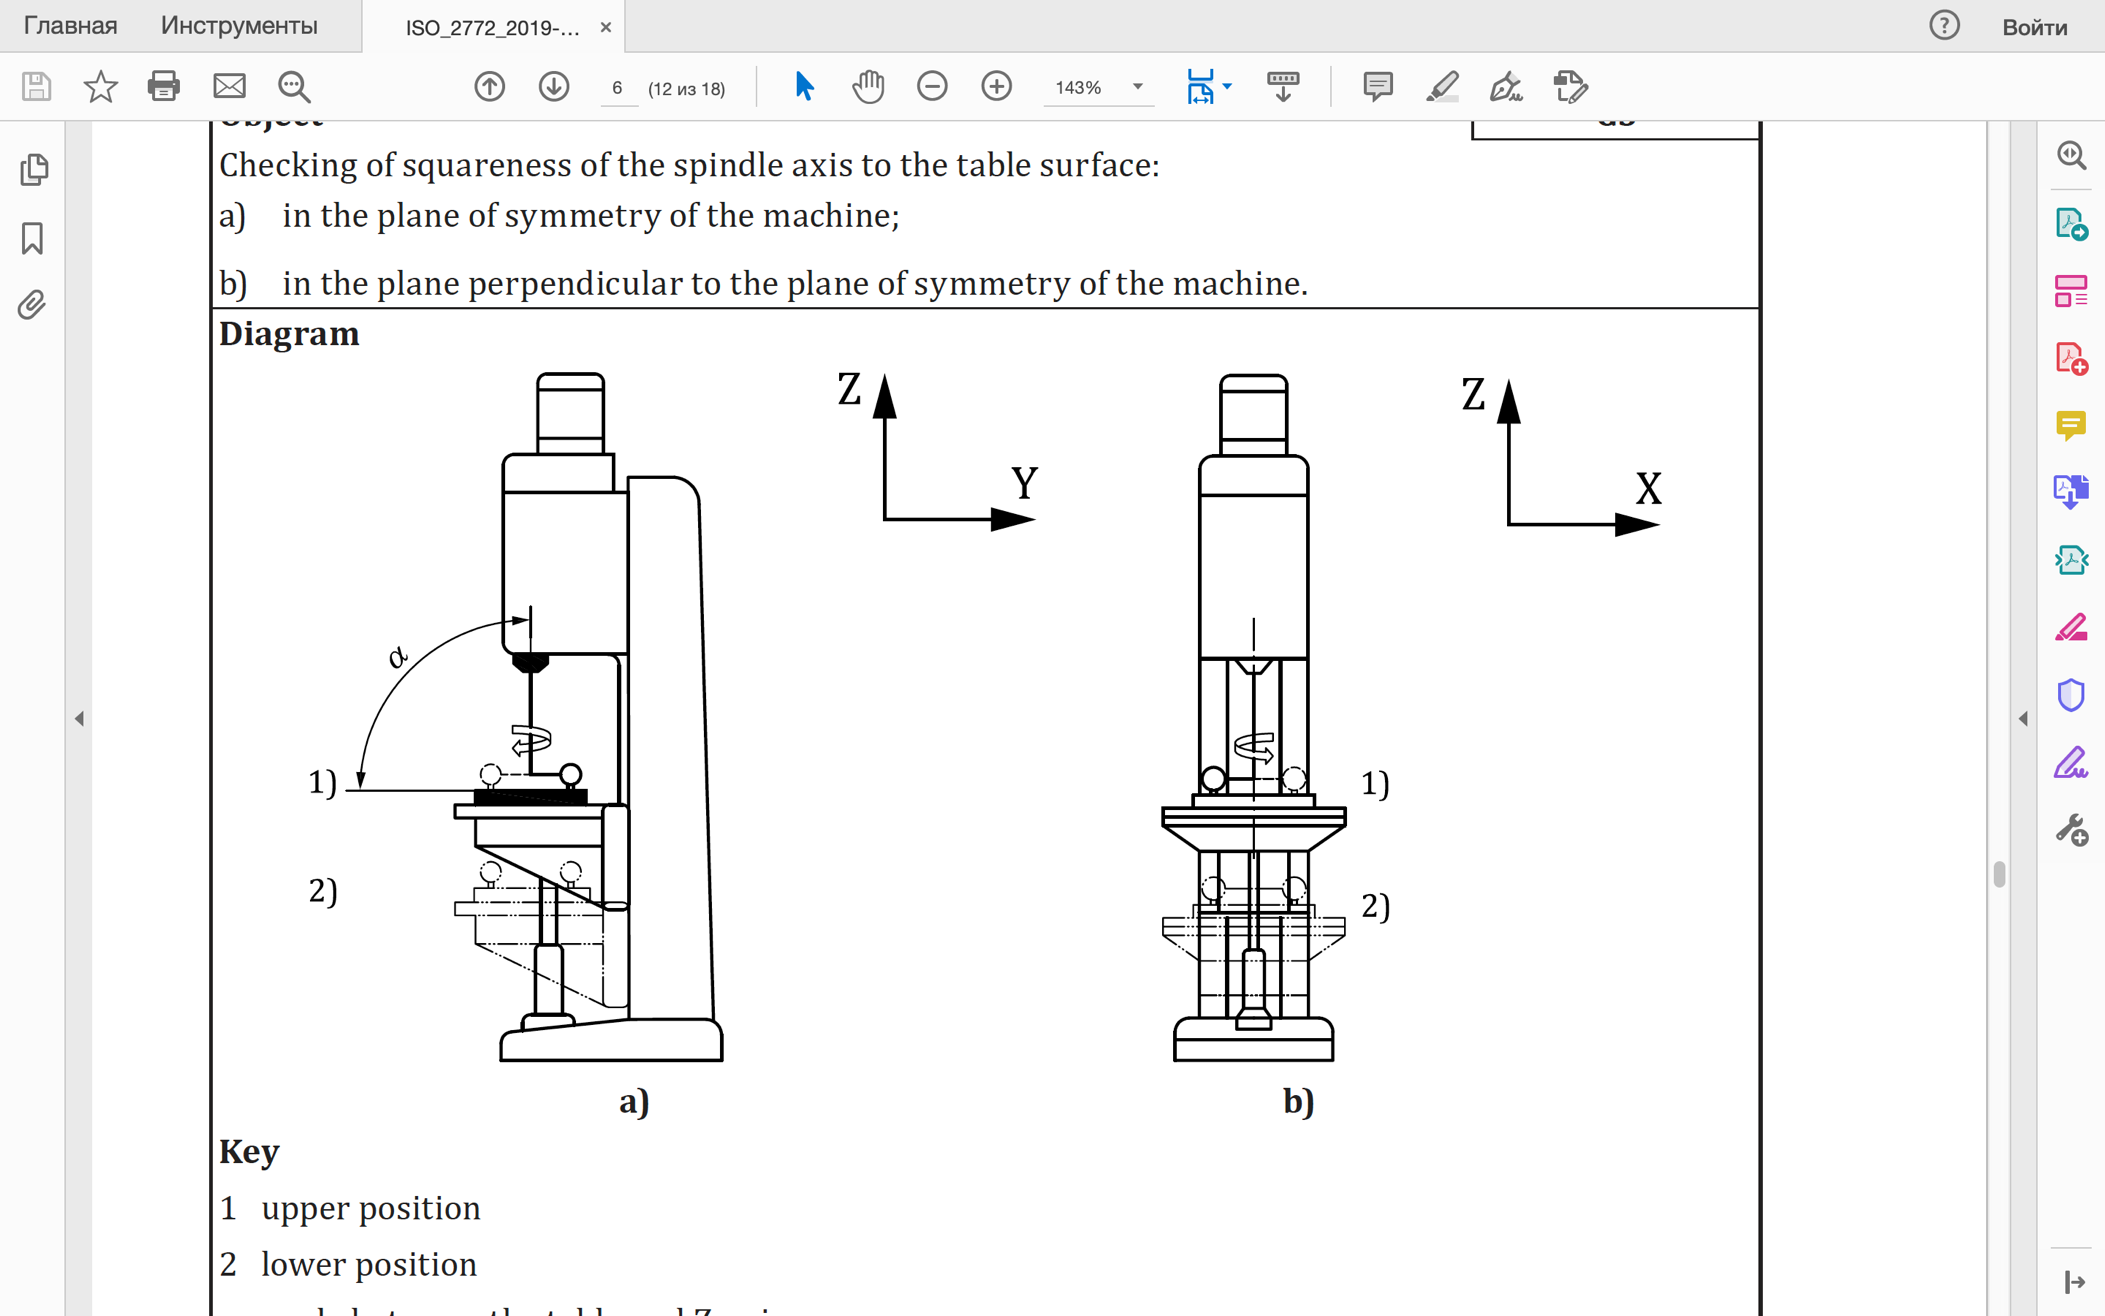 Главная Инструменты ISO_2772_2019-... × ? Войти
6 (12 из 18) 143%
Object
Checking of squareness of the spindle axis to the table surface:
a) in the plane of symmetry of the machine;
b) in the plane perpendicular to the plane of symmetry of the machine.
Diagram
Z Y Z X
α
1) 1)
2) 2)
a) b)
Key
1 upper position
2 lower position